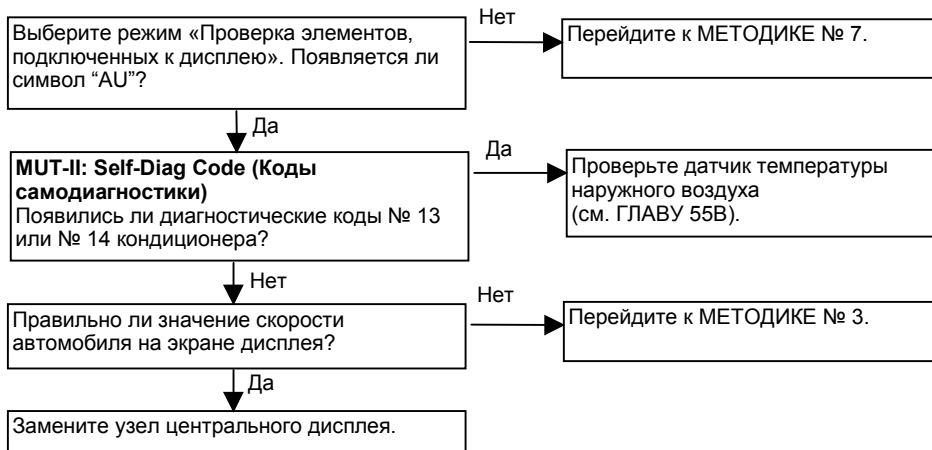 Выберите режим «Проверка элементов,
подключенных к дисплею». Появляется ли
символ “AU”?
Нет
Перейдите к МЕТОДИКЕ № 7.
Да
MUT-II: Self-Diag Code (Коды
самодиагностики)
Появились ли диагностические коды № 13
или № 14 кондиционера?
Да
Проверьте датчик температуры
наружного воздуха
(см. ГЛАВУ 55В).
Нет
Правильно ли значение скорости
автомобиля на экране дисплея?
Нет
Перейдите к МЕТОДИКЕ № 3.
Да
Замените узел центрального дисплея.